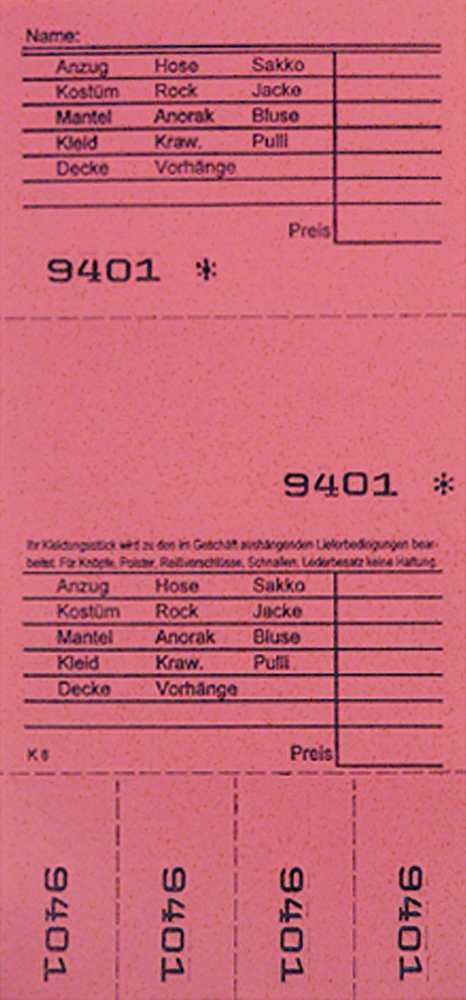 Name:
Anzug Hose Sakko
Kostüm Rock Jacke
Mantel Anorak Bluse
Kleid Kraw. Pulli
Decke Vorhänge
Preis
9401 *
9401 *
Ihr Kleidungsstück wird zu den im Geschäft aushängenden Lieferbedingungen bear-
beitet. Für Knöpfe, Polster, Reißverschlüsse, Schnallen, Lederbesatz keine Haftung.
Anzug Hose Sakko
Kostüm Rock Jacke
Mantel Anorak Bluse
Kleid Kraw. Pulli
Decke Vorhänge
K 6 Preis
9401
9401
9401
9401